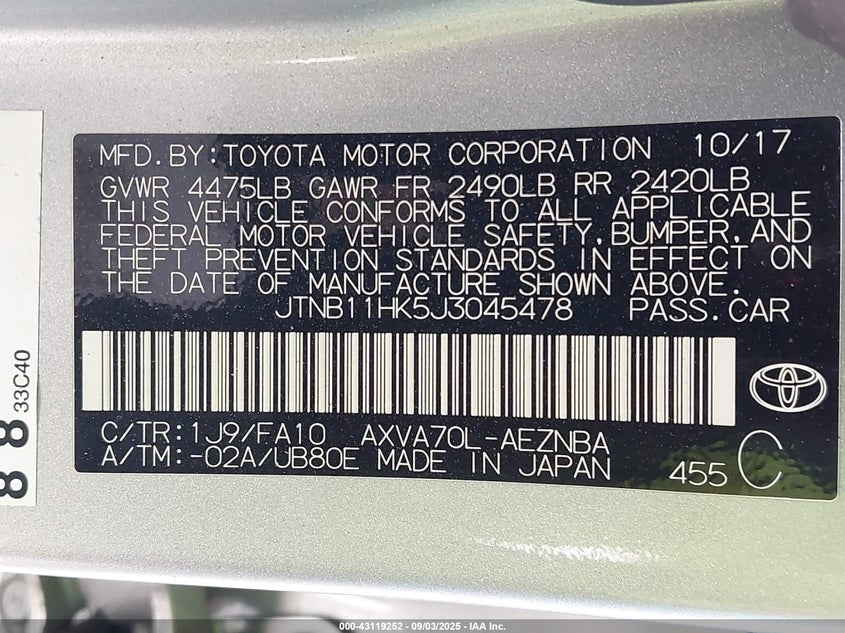 MFD.BY:TOYOTA MOTOR CORPORATION 10/17
GVWR 4475LB GAWR FR 2490LB RR 2420LB
THIS VEHICLE CONFORMS TO ALL APPLICABLE
FEDERAL MOTOR VEHICLE SAFETY,BUMPER,AND
THEFT PREVENTION STANDARDS IN EFFECT ON
THE DATE OF MANUFACTURE SHOWN ABOVE.
JTNB11HK5J3045478 PASS.CAR
C/TR:1J9/FA10 AXVA70L-AEZNBA
A/TM:-02A/UB80E MADE IN JAPAN 455 C
8 8 33C40
000-43119252 - 09/03/2025 - IAA Inc.